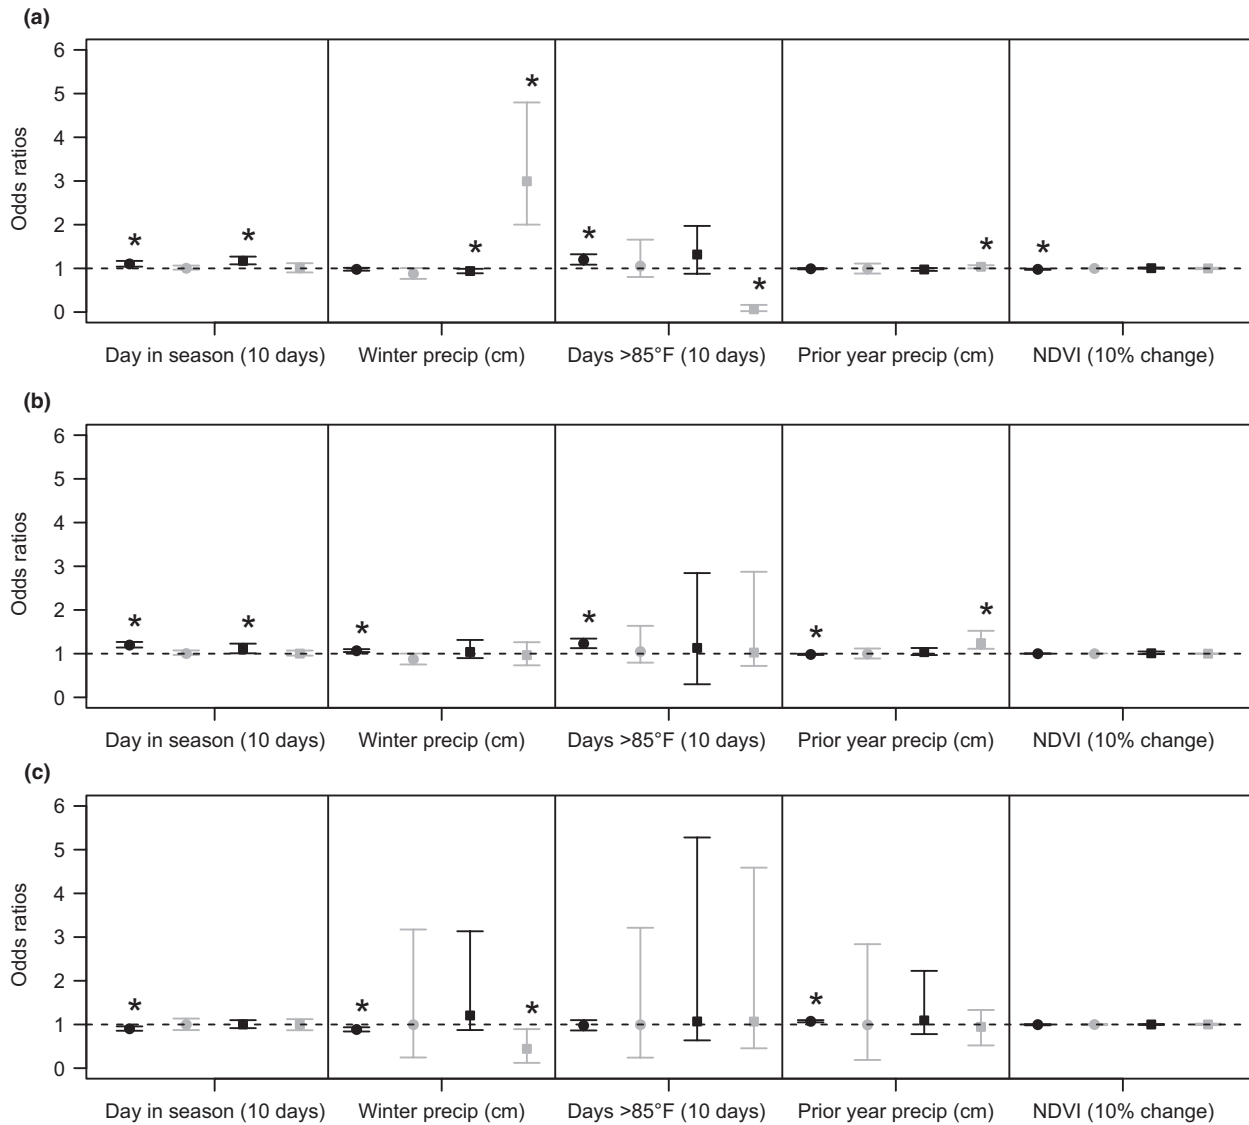 (a)
6
5
4
3
2
1
0
Odds ratios
* * * * * * * *
Day in season (10 days) Winter precip (cm) Days >85°F (10 days) Prior year precip (cm) NDVI (10% change)
(b)
6
5
4
3
2
1
0
Odds ratios
* * * * * *
Day in season (10 days) Winter precip (cm) Days >85°F (10 days) Prior year precip (cm) NDVI (10% change)
(c)
6
5
4
3
2
1
0
Odds ratios
* * * *
Day in season (10 days) Winter precip (cm) Days >85°F (10 days) Prior year precip (cm) NDVI (10% change)